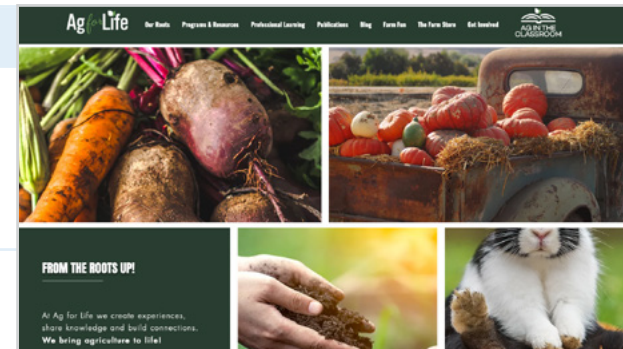 Ag for Life
Our Roots Programs & Resources Professional Learning Publications Blog Farm Fun The Farm Store Get Involved
AG IN THE
CLASSROOM
FROM THE ROOTS UP!
At Ag for Life we create experiences,
share knowledge and build connections.
We bring agriculture to life!